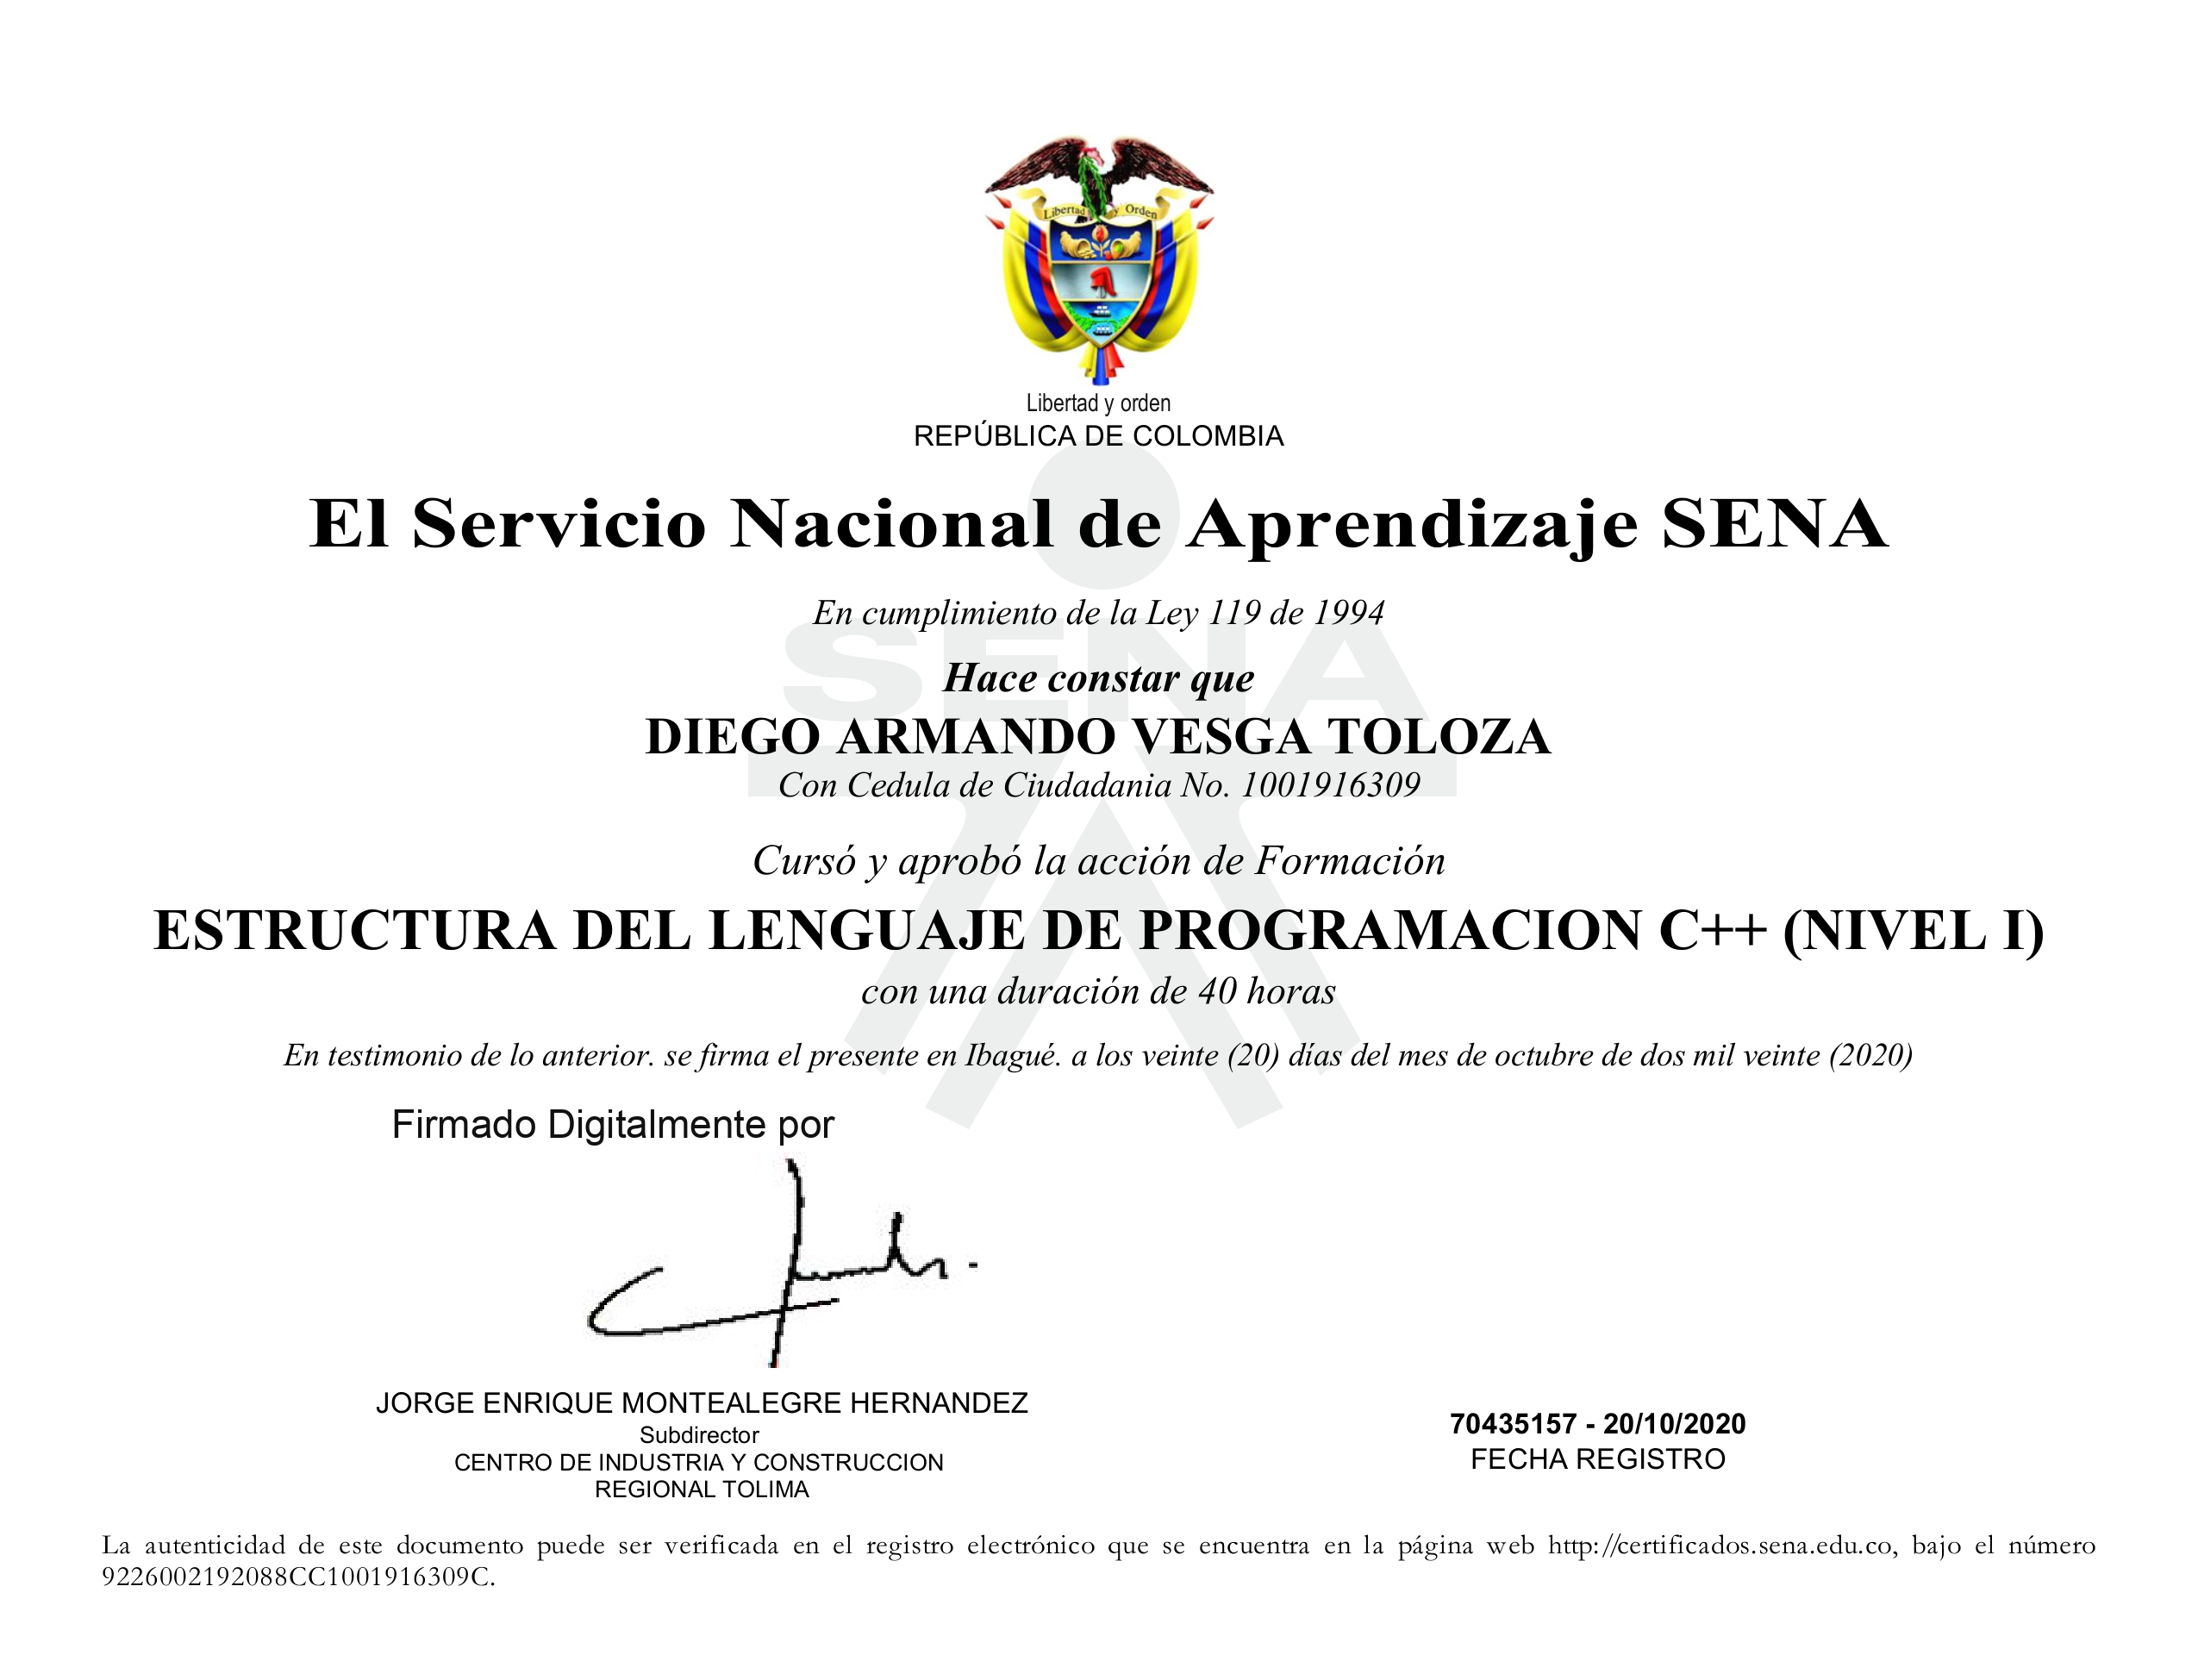 Libertad y Orden
Libertad y orden
REPÚBLICA DE COLOMBIA
El Servicio Nacional de Aprendizaje SENA
En cumplimiento de la Ley 119 de 1994
SENA
Hace constar que
DIEGO ARMANDO VESGA TOLOZA
Con Cedula de Ciudadania No. 1001916309
Cursó y aprobó la acción de Formación
ESTRUCTURA DEL LENGUAJE DE PROGRAMACION C++ (NIVEL I)
con una duración de 40 horas
En testimonio de lo anterior. se firma el presente en Ibagué. a los veinte (20) días del mes de octubre de dos mil veinte (2020)
Firmado Digitalmente por
JORGE ENRIQUE MONTEALEGRE HERNANDEZ
Subdirector
CENTRO DE INDUSTRIA Y CONSTRUCCION
REGIONAL TOLIMA
70435157 - 20/10/2020
FECHA REGISTRO
La autenticidad de este documento puede ser verificada en el registro electrónico que se encuentra en la página web http://certificados.sena.edu.co, bajo el número
9226002192088CC1001916309C.